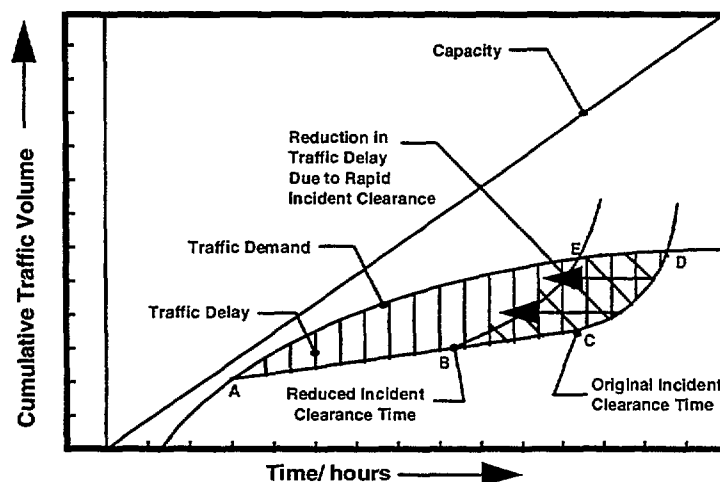 Cumulative Traffic Volume
Capacity
Reduction in
Traffic Delay
Due to Rapid
Incident Clearance
Traffic Demand
Traffic Delay
E
D
C
B
A
Reduced Incident
Clearance Time
Original Incident
Clearance Time
Time/ hours